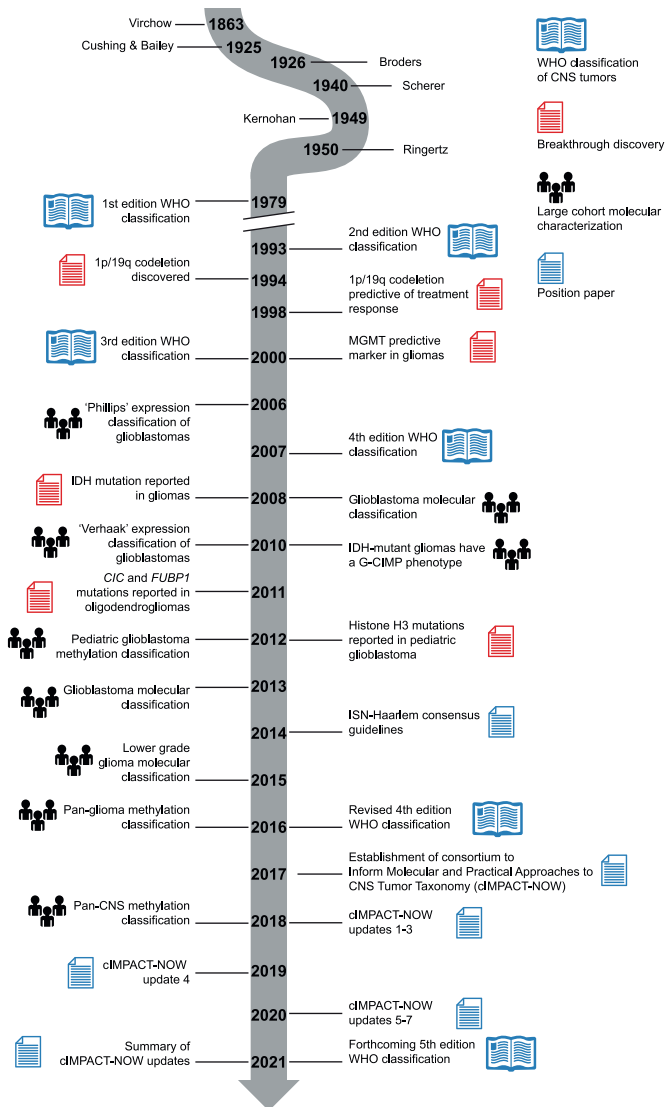 Virchow
1863
Cushing & Bailey
1925
1926
Broders
1940
Scherer
Kernohan
1949
1950
Ringertz
WHO classification
of CNS tumors
Breakthrough discovery
Large cohort molecular
characterization
Position paper
1st edition WHO
classification
1979
1993
2nd edition WHO
classification
1p/19q codeletion
discovered
1994
1998
1p/19q codeletion
predictive of treatment
response
3rd edition WHO
classification
2000
MGMT predictive
marker in gliomas
'Phillips' expression
classification of
glioblastomas
2006
2007
4th edition WHO
classification
IDH mutation reported
in gliomas
2008
Glioblastoma molecular
classification
'Verhaak' expression
classification of
glioblastomas
2010
IDH-mutant gliomas have
a G-CIMP phenotype
CIC and FUBP1
mutations reported in
oligodendrogliomas
2011
Pediatric glioblastoma
methylation classification
2012
Histone H3 mutations
reported in pediatric
glioblastoma
Glioblastoma molecular
classification
2013
2014
ISN-Haarlem consensus
guidelines
Lower grade
glioma molecular
classification
2015
Pan-glioma methylation
classification
2016
Revised 4th edition
WHO classification
2017
Establishment of consortium to
Inform Molecular and Practical Approaches to
CNS Tumor Taxonomy (cIMPACT-NOW)
Pan-CNS methylation
classification
2018
cIMPACT-NOW
updates 1-3
cIMPACT-NOW
update 4
2019
2020
cIMPACT-NOW
updates 5-7
Summary of
cIMPACT-NOW updates
2021
Forthcoming 5th edition
WHO classification